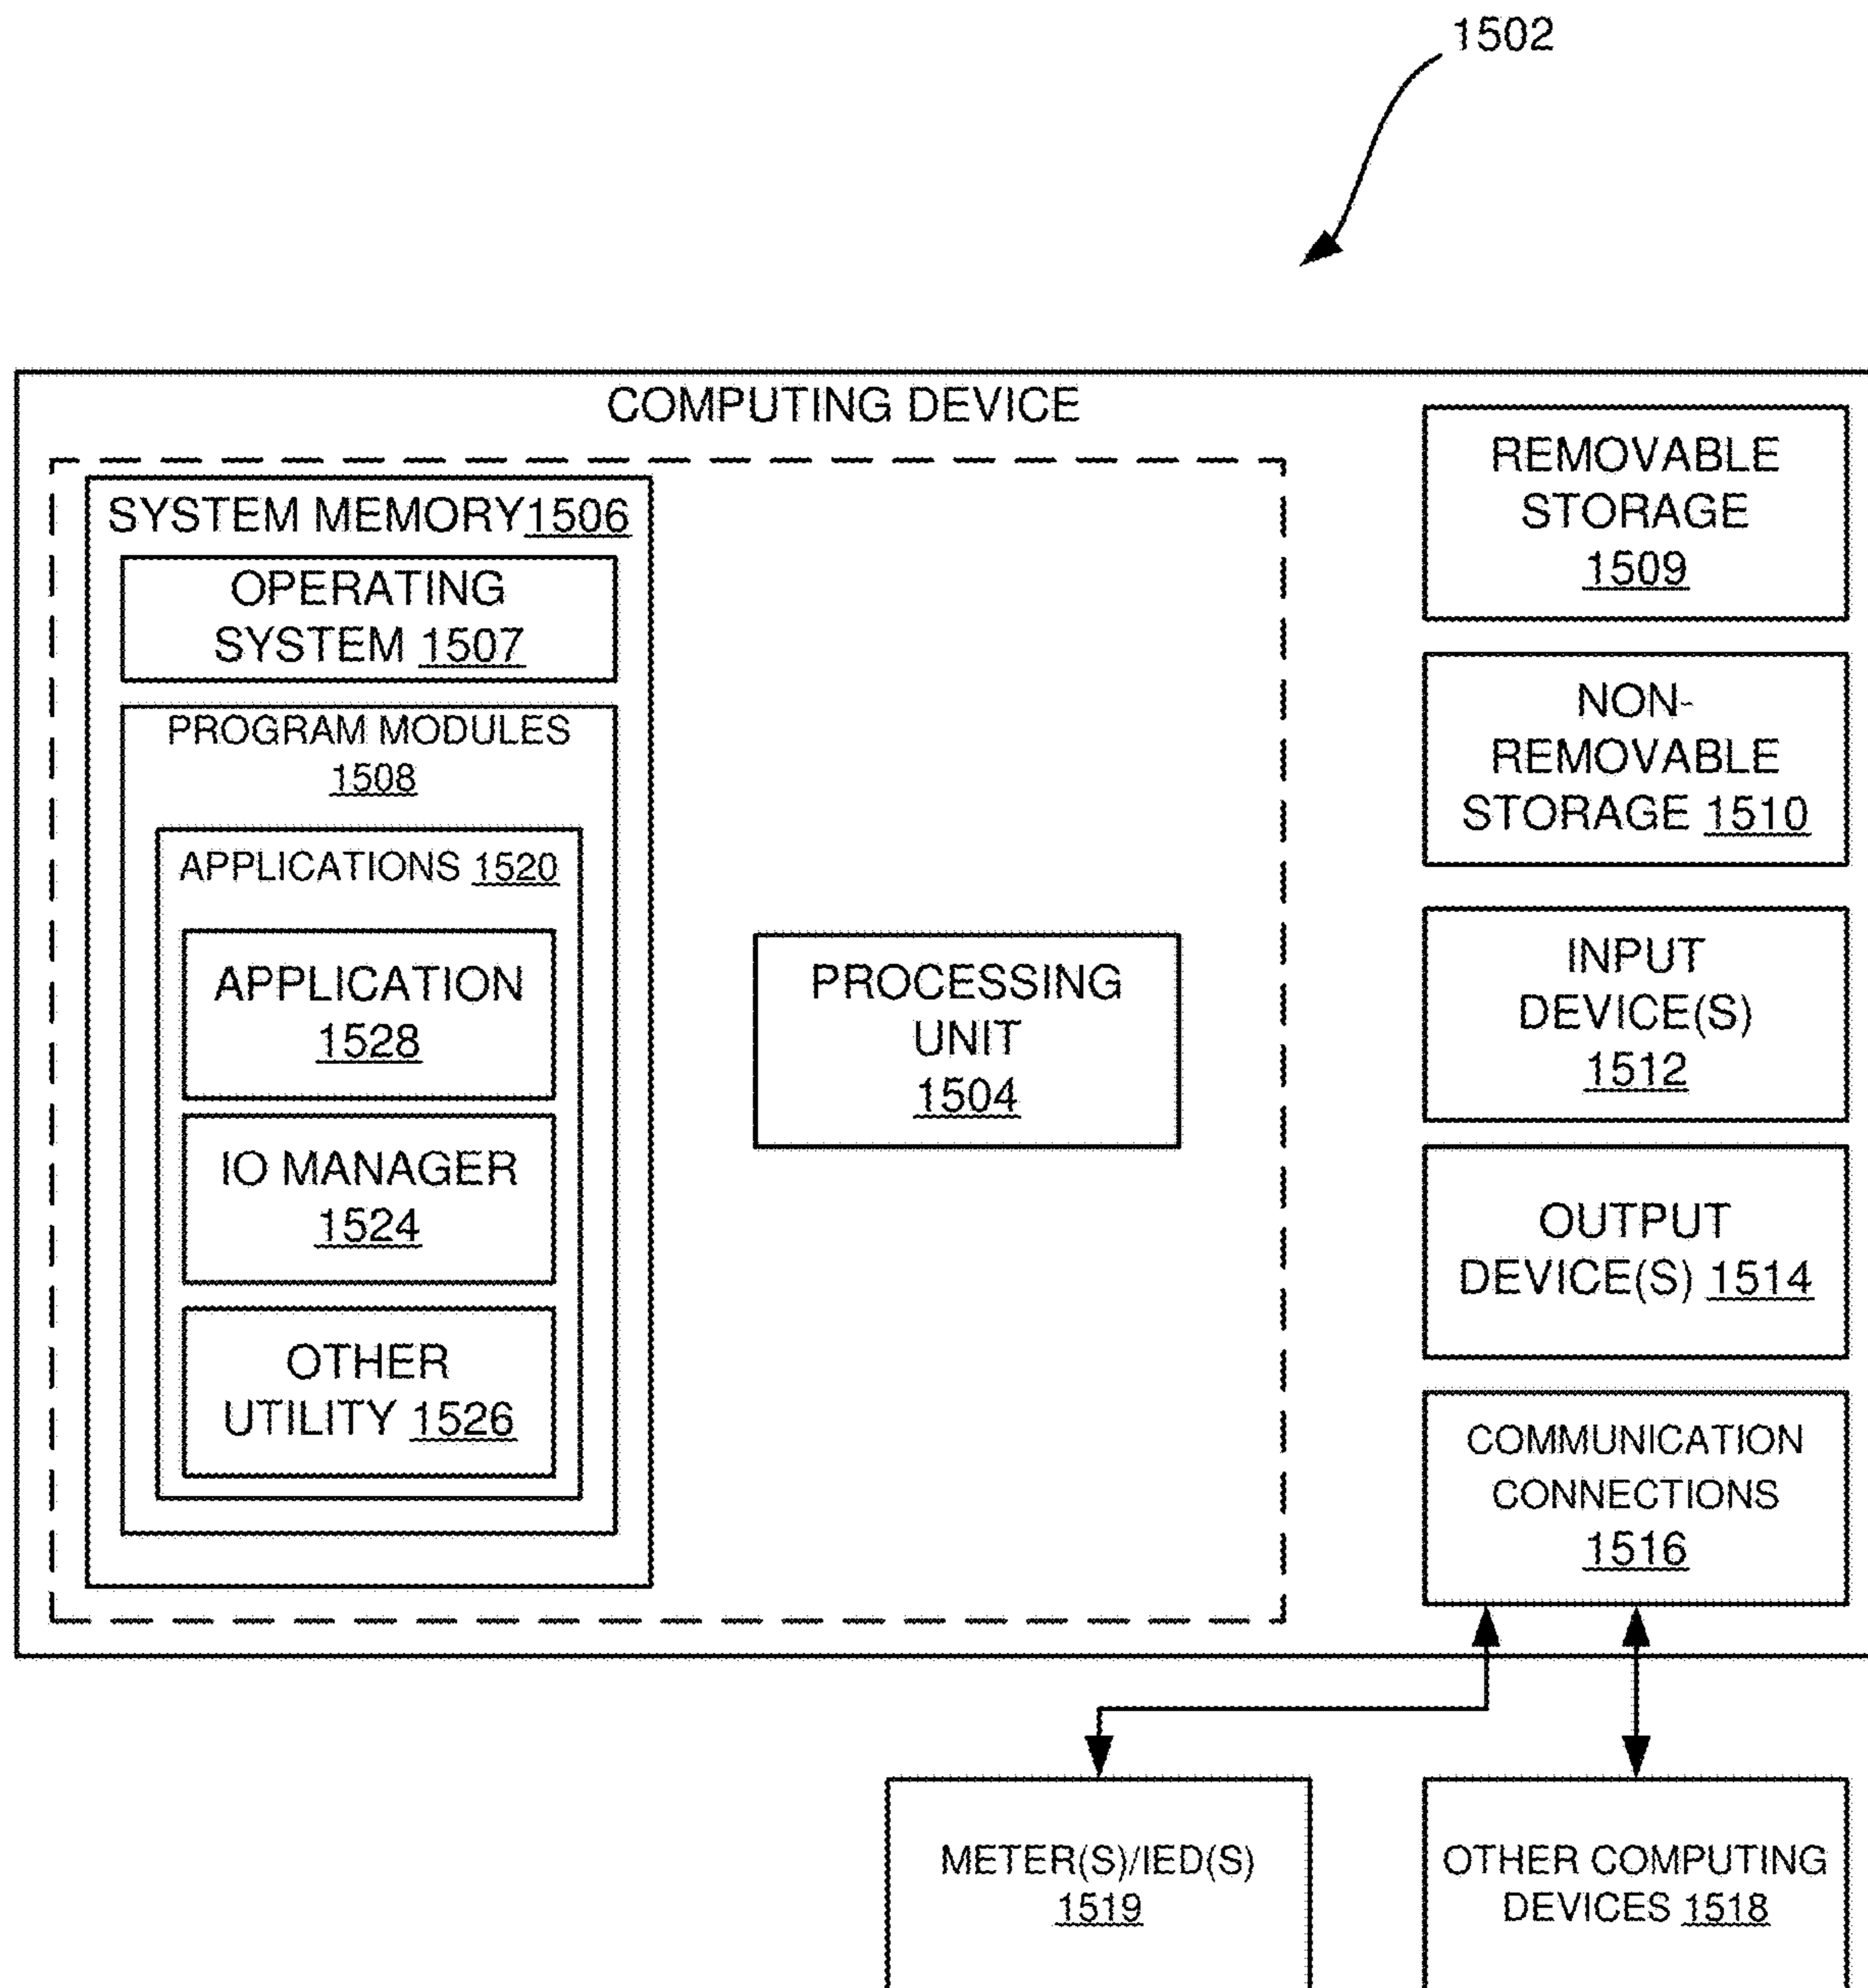 1502
COMPUTING DEVICE
SYSTEM MEMORY1506
OPERATING
SYSTEM 1507
PROGRAM MODULES
1508
APPLICATIONS 1520
APPLICATION
1528
IO MANAGER
1524
OTHER
UTILITY 1526
PROCESSING
UNIT
1504
REMOVABLE
STORAGE
1509
NON-
REMOVABLE
STORAGE 1510
INPUT
DEVICE(S)
1512
OUTPUT
DEVICE(S) 1514
COMMUNICATION
CONNECTIONS
1516
METER(S)/IED(S)
1519
OTHER COMPUTING
DEVICES 1518